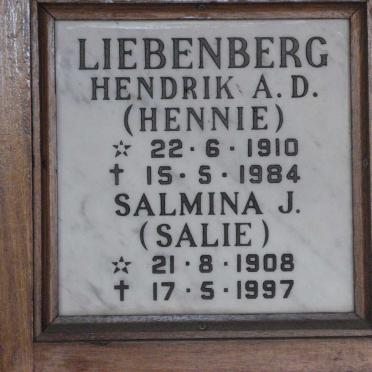 LIEBENBERG
HENDRIK A.D.
(HENNIE)
☆ 22·6·1910
† 15·5·1984
SALMINA J.
(SALIE)
☆ 21·8·1908
† 17·5·1997